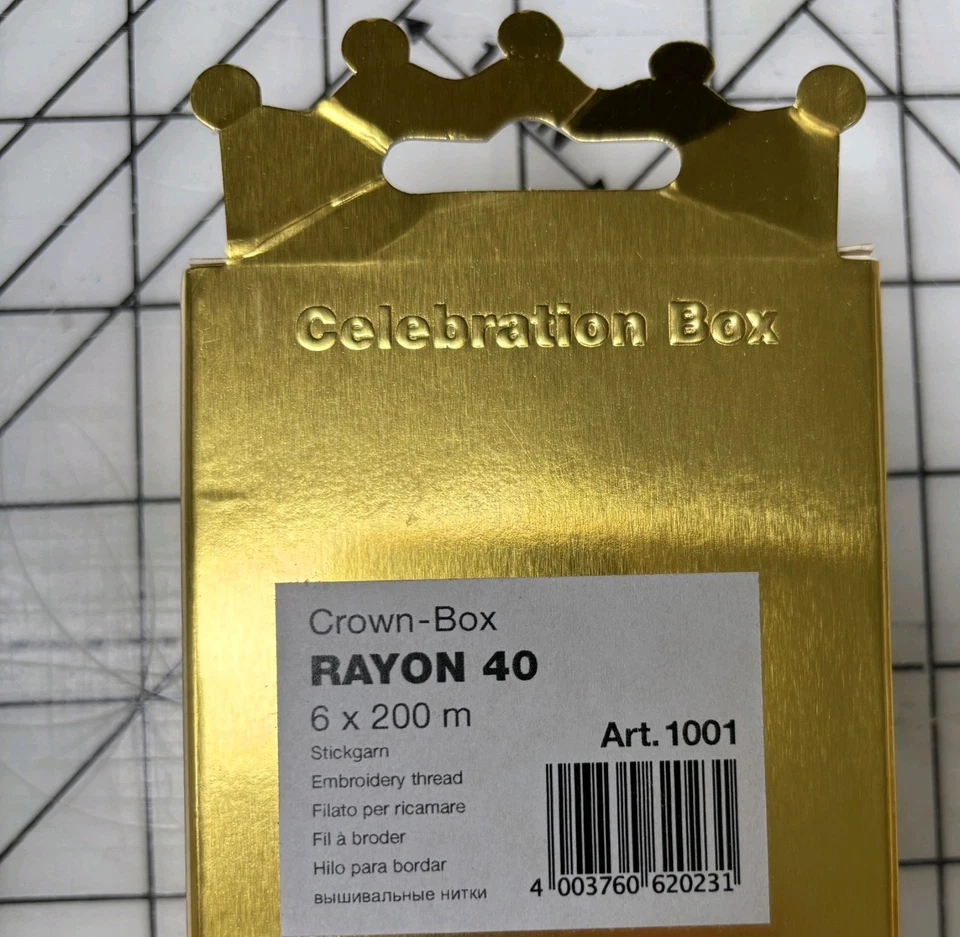 Celebration Box
Crown-Box
RAYON 40
6 x 200 m
Art. 1001
Stickgarn
Embroidery thread
Filato per ricamare
Fil à broder
Hilo para bordar
вышивальные нитки
4 003760 620231